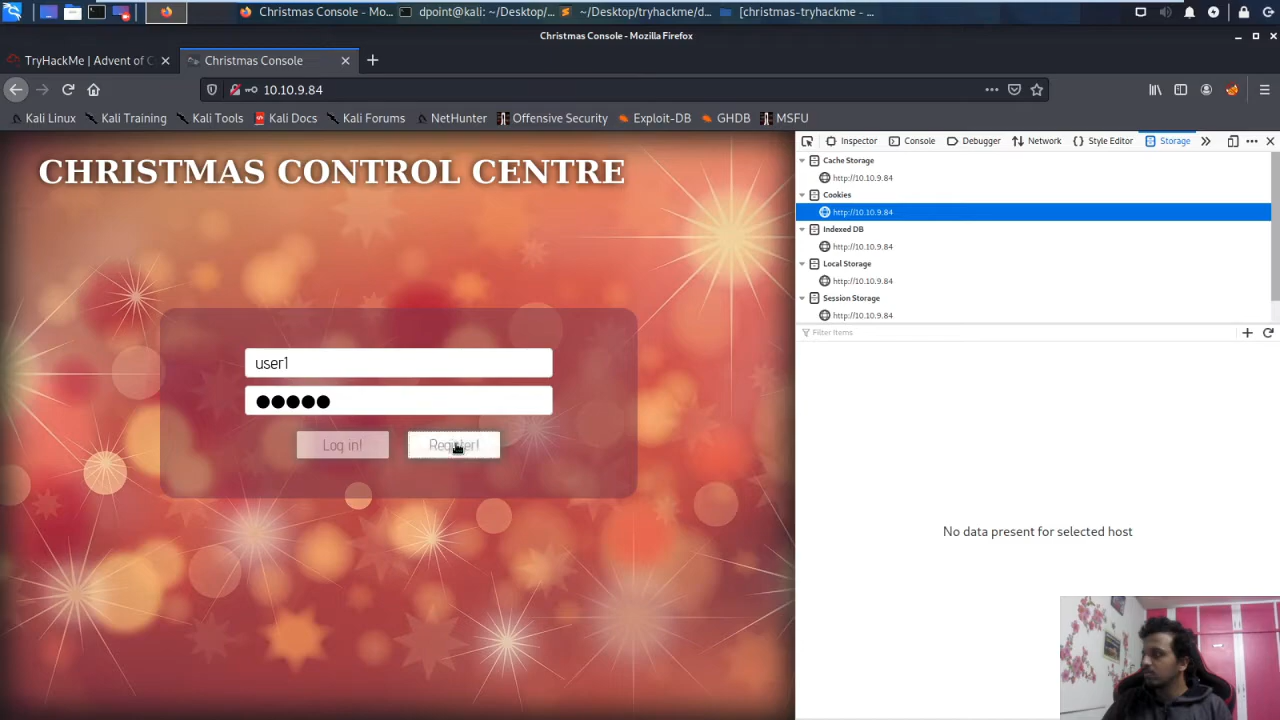 Christmas Console - Mo...
dpoint@kali: ~/Desktop/...
~/Desktop/tryhackme/d...
[christmas-tryhackme - ...
Christmas Console - Mozilla Firefox
TryHackMe | Advent of C
Christmas Console
10.10.9.84
Kali Linux
Kali Training
Kali Tools
Kali Docs
Kali Forums
NetHunter
Offensive Security
Exploit-DB
GHDB
MSFU
Inspector
Console
Debugger
Network
Style Editor
Storage
CHRISTMAS CONTROL CENTRE
user1
Log in!
Register!
Cache Storage
http://10.10.9.84
Cookies
http://10.10.9.84
Indexed DB
http://10.10.9.84
Local Storage
http://10.10.9.84
Session Storage
http://10.10.9.84
Filter Items
No data present for selected host